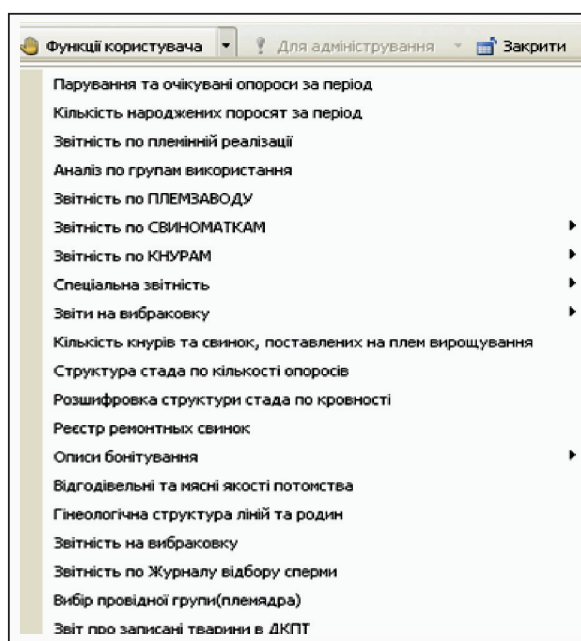 Функції користувача Для адміністрування Закрити
Парування та очікувані опороси за період
Кількість народжених поросят за період
Звітність по племінній реалізації
Аналіз по групам використання
Звітність по ПЛЕМЗАВОДУ
Звітність по СВИНОМАТКАМ
Звітність по КНУРАМ
Спеціальна звітність
Звіти на вибраковку
Кількість кнурів та свинок, поставлених на плем вирощування
Структура стада по кількості опоросів
Розшифровка структури стада по кровності
Реєстр ремонтных свинок
Описи бонітування
Відгодівельні та мясні якості потомства
Гінеологічна структура ліній та родин
Звітність на вибраковку
Звітність по Журналу відбору сперми
Вибір провідної групи(племядра)
Звіт про записані тварини в ДКПТ